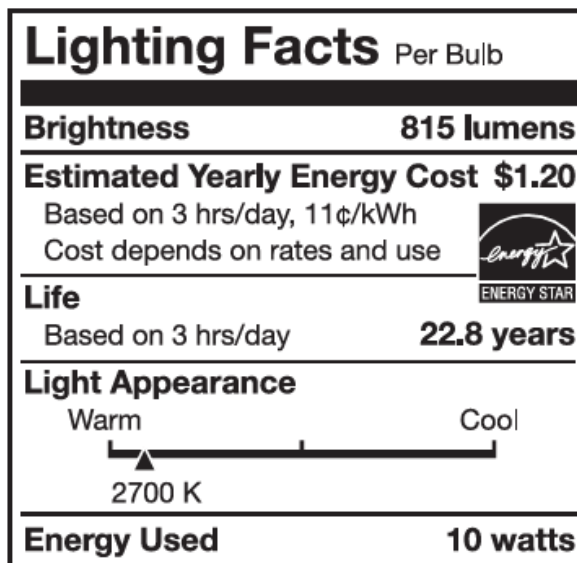 Lighting Facts Per Bulb
Brightness 815 lumens
Estimated Yearly Energy Cost $1.20
Based on 3 hrs/day, 11¢/kWh
Cost depends on rates and use
energy
ENERGY STAR
Life
Based on 3 hrs/day 22.8 years
Light Appearance
Warm Cool
2700 K
Energy Used 10 watts